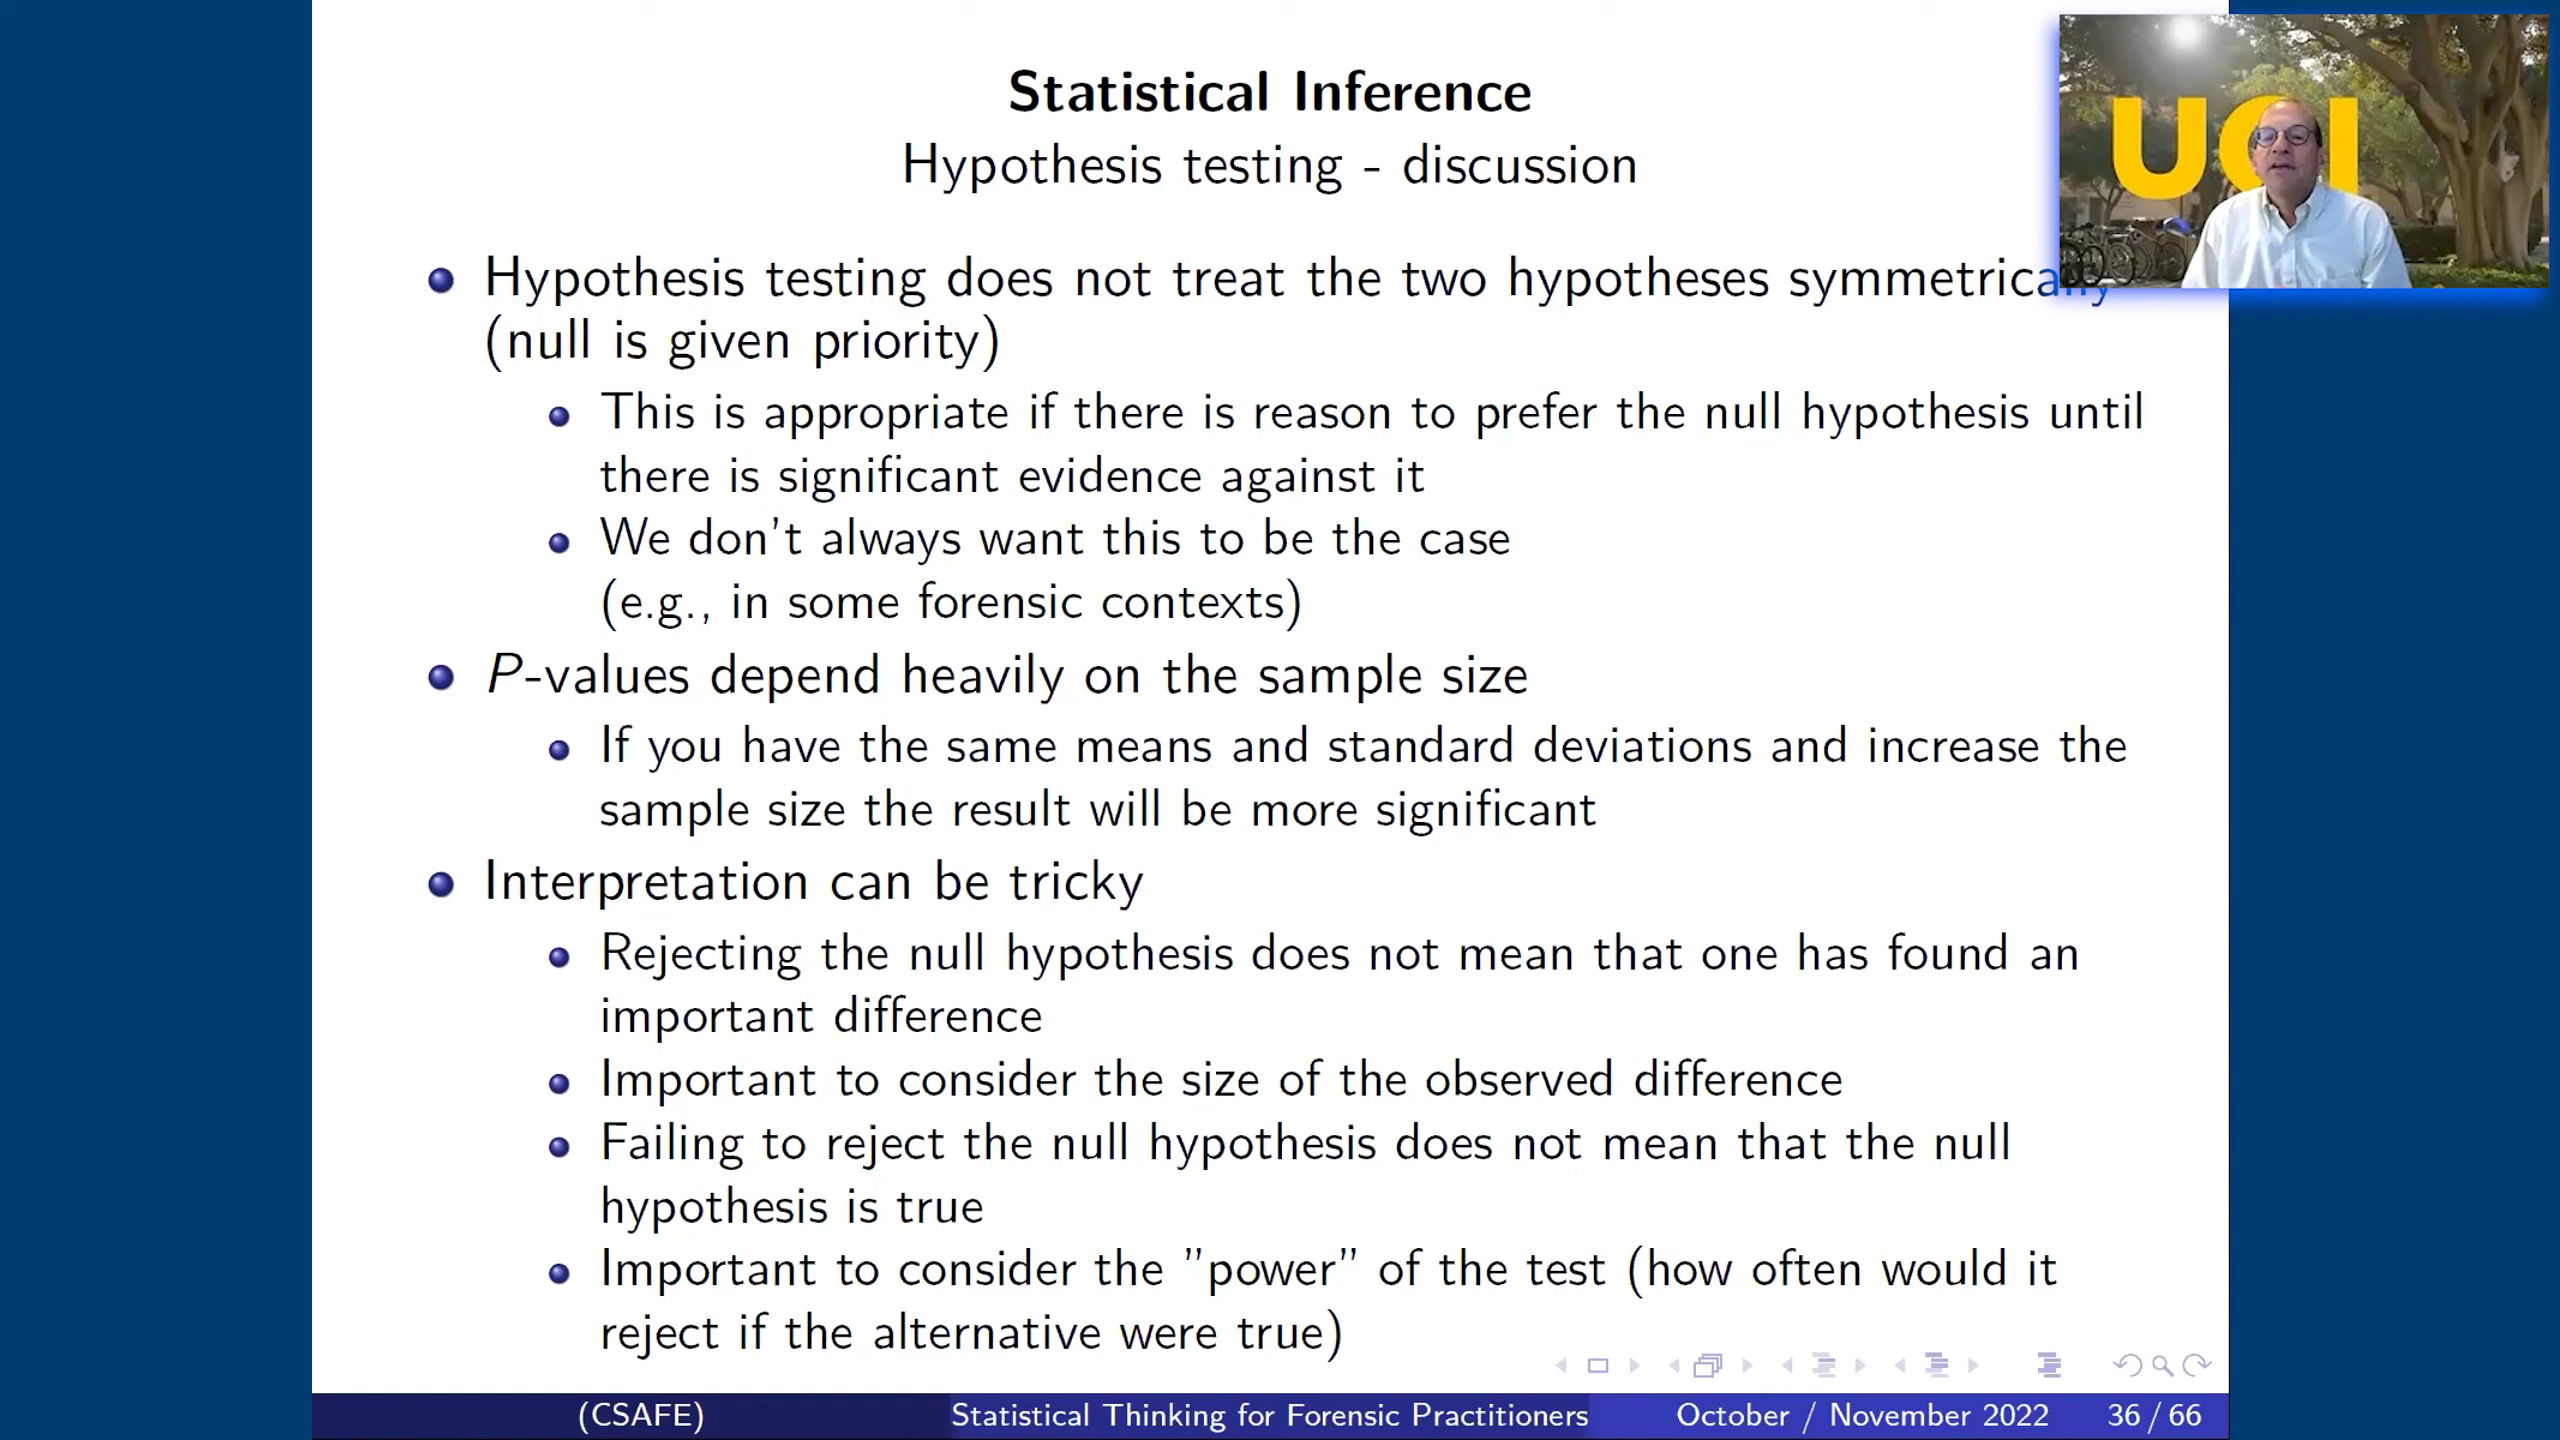 Statistical Inference
Hypothesis testing - discussion
UCI
Hypothesis testing does not treat the two hypotheses symmetrically
(null is given priority)
This is appropriate if there is reason to prefer the null hypothesis until
there is significant evidence against it
We don't always want this to be the case
(e.g., in some forensic contexts)
P-values depend heavily on the sample size
If you have the same means and standard deviations and increase the
sample size the result will be more significant
Interpretation can be tricky
Rejecting the null hypothesis does not mean that one has found an
important difference
Important to consider the size of the observed difference
Failing to reject the null hypothesis does not mean that the null
hypothesis is true
Important to consider the ”power” of the test (how often would it
reject if the alternative were true)
(CSAFE) Statistical Thinking for Forensic Practitioners October / November 2022 36 / 66